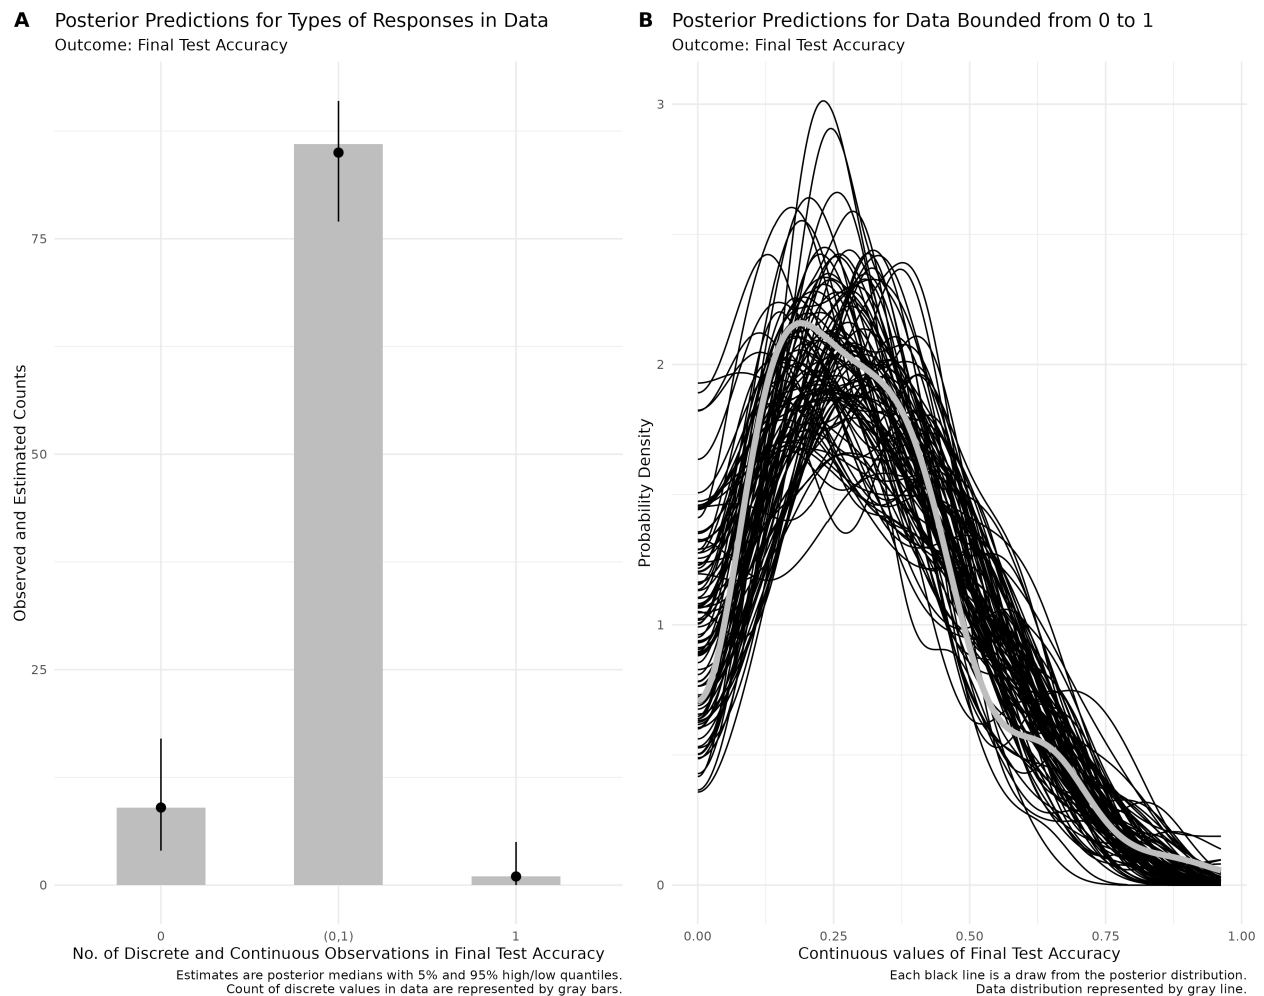 A Posterior Predictions for Types of Responses in Data
Outcome: Final Test Accuracy
Observed and Estimated Counts
75
50
25
0
0 (0,1) 1
No. of Discrete and Continuous Observations in Final Test Accuracy
Estimates are posterior medians with 5% and 95% high/low quantiles.
Count of discrete values in data are represented by gray bars.
B Posterior Predictions for Data Bounded from 0 to 1
Outcome: Final Test Accuracy
Probability Density
3
2
1
0
0.00 0.25 0.50 0.75 1.00
Continuous values of Final Test Accuracy
Each black line is a draw from the posterior distribution.
Data distribution represented by gray line.